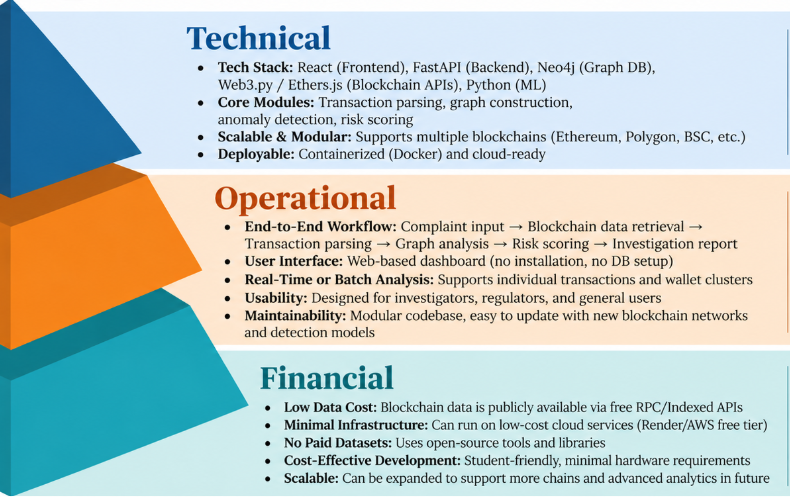 Technical
• Tech Stack: React (Frontend), FastAPI (Backend), Neo4j (Graph DB),
Web3.py / Ethers.js (Blockchain APIs), Python (ML)
• Core Modules: Transaction parsing, graph construction,
anomaly detection, risk scoring
• Scalable & Modular: Supports multiple blockchains (Ethereum, Polygon, BSC, etc.)
• Deployable: Containerized (Docker) and cloud-ready
Operational
• End-to-End Workflow: Complaint input → Blockchain data retrieval →
Transaction parsing → Graph analysis → Risk scoring → Investigation report
• User Interface: Web-based dashboard (no installation, no DB setup)
• Real-Time or Batch Analysis: Supports individual transactions and wallet clusters
• Usability: Designed for investigators, regulators, and general users
• Maintainability: Modular codebase, easy to update with new blockchain networks
and detection models
Financial
• Low Data Cost: Blockchain data is publicly available via free RPC/Indexed APIs
• Minimal Infrastructure: Can run on low-cost cloud services (Render/AWS free tier)
• No Paid Datasets: Uses open-source tools and libraries
• Cost-Effective Development: Student-friendly, minimal hardware requirements
• Scalable: Can be expanded to support more chains and advanced analytics in future